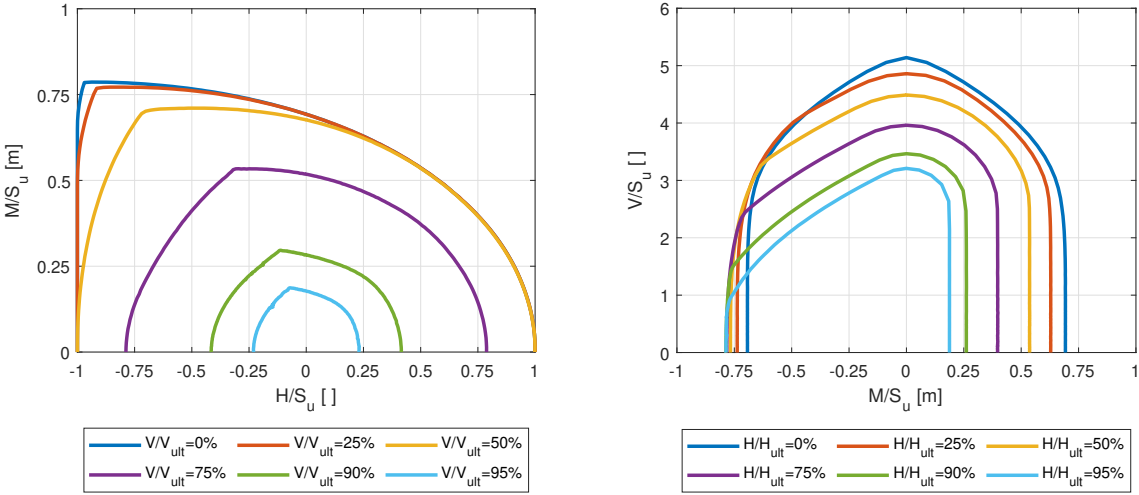 M/S_u [m]
1
0.75
0.5
0.25
0
-1 -0.75 -0.5 -0.25 0 0.25 0.5 0.75 1
H/S_u [ ]
V/V_ult=0% V/V_ult=25% V/V_ult=50%
V/V_ult=75% V/V_ult=90% V/V_ult=95%
V/S_u [ ]
6
5
4
3
2
1
0
-1 -0.75 -0.5 -0.25 0 0.25 0.5 0.75 1
M/S_u [m]
H/H_ult=0% H/H_ult=25% H/H_ult=50%
H/H_ult=75% H/H_ult=90% H/H_ult=95%